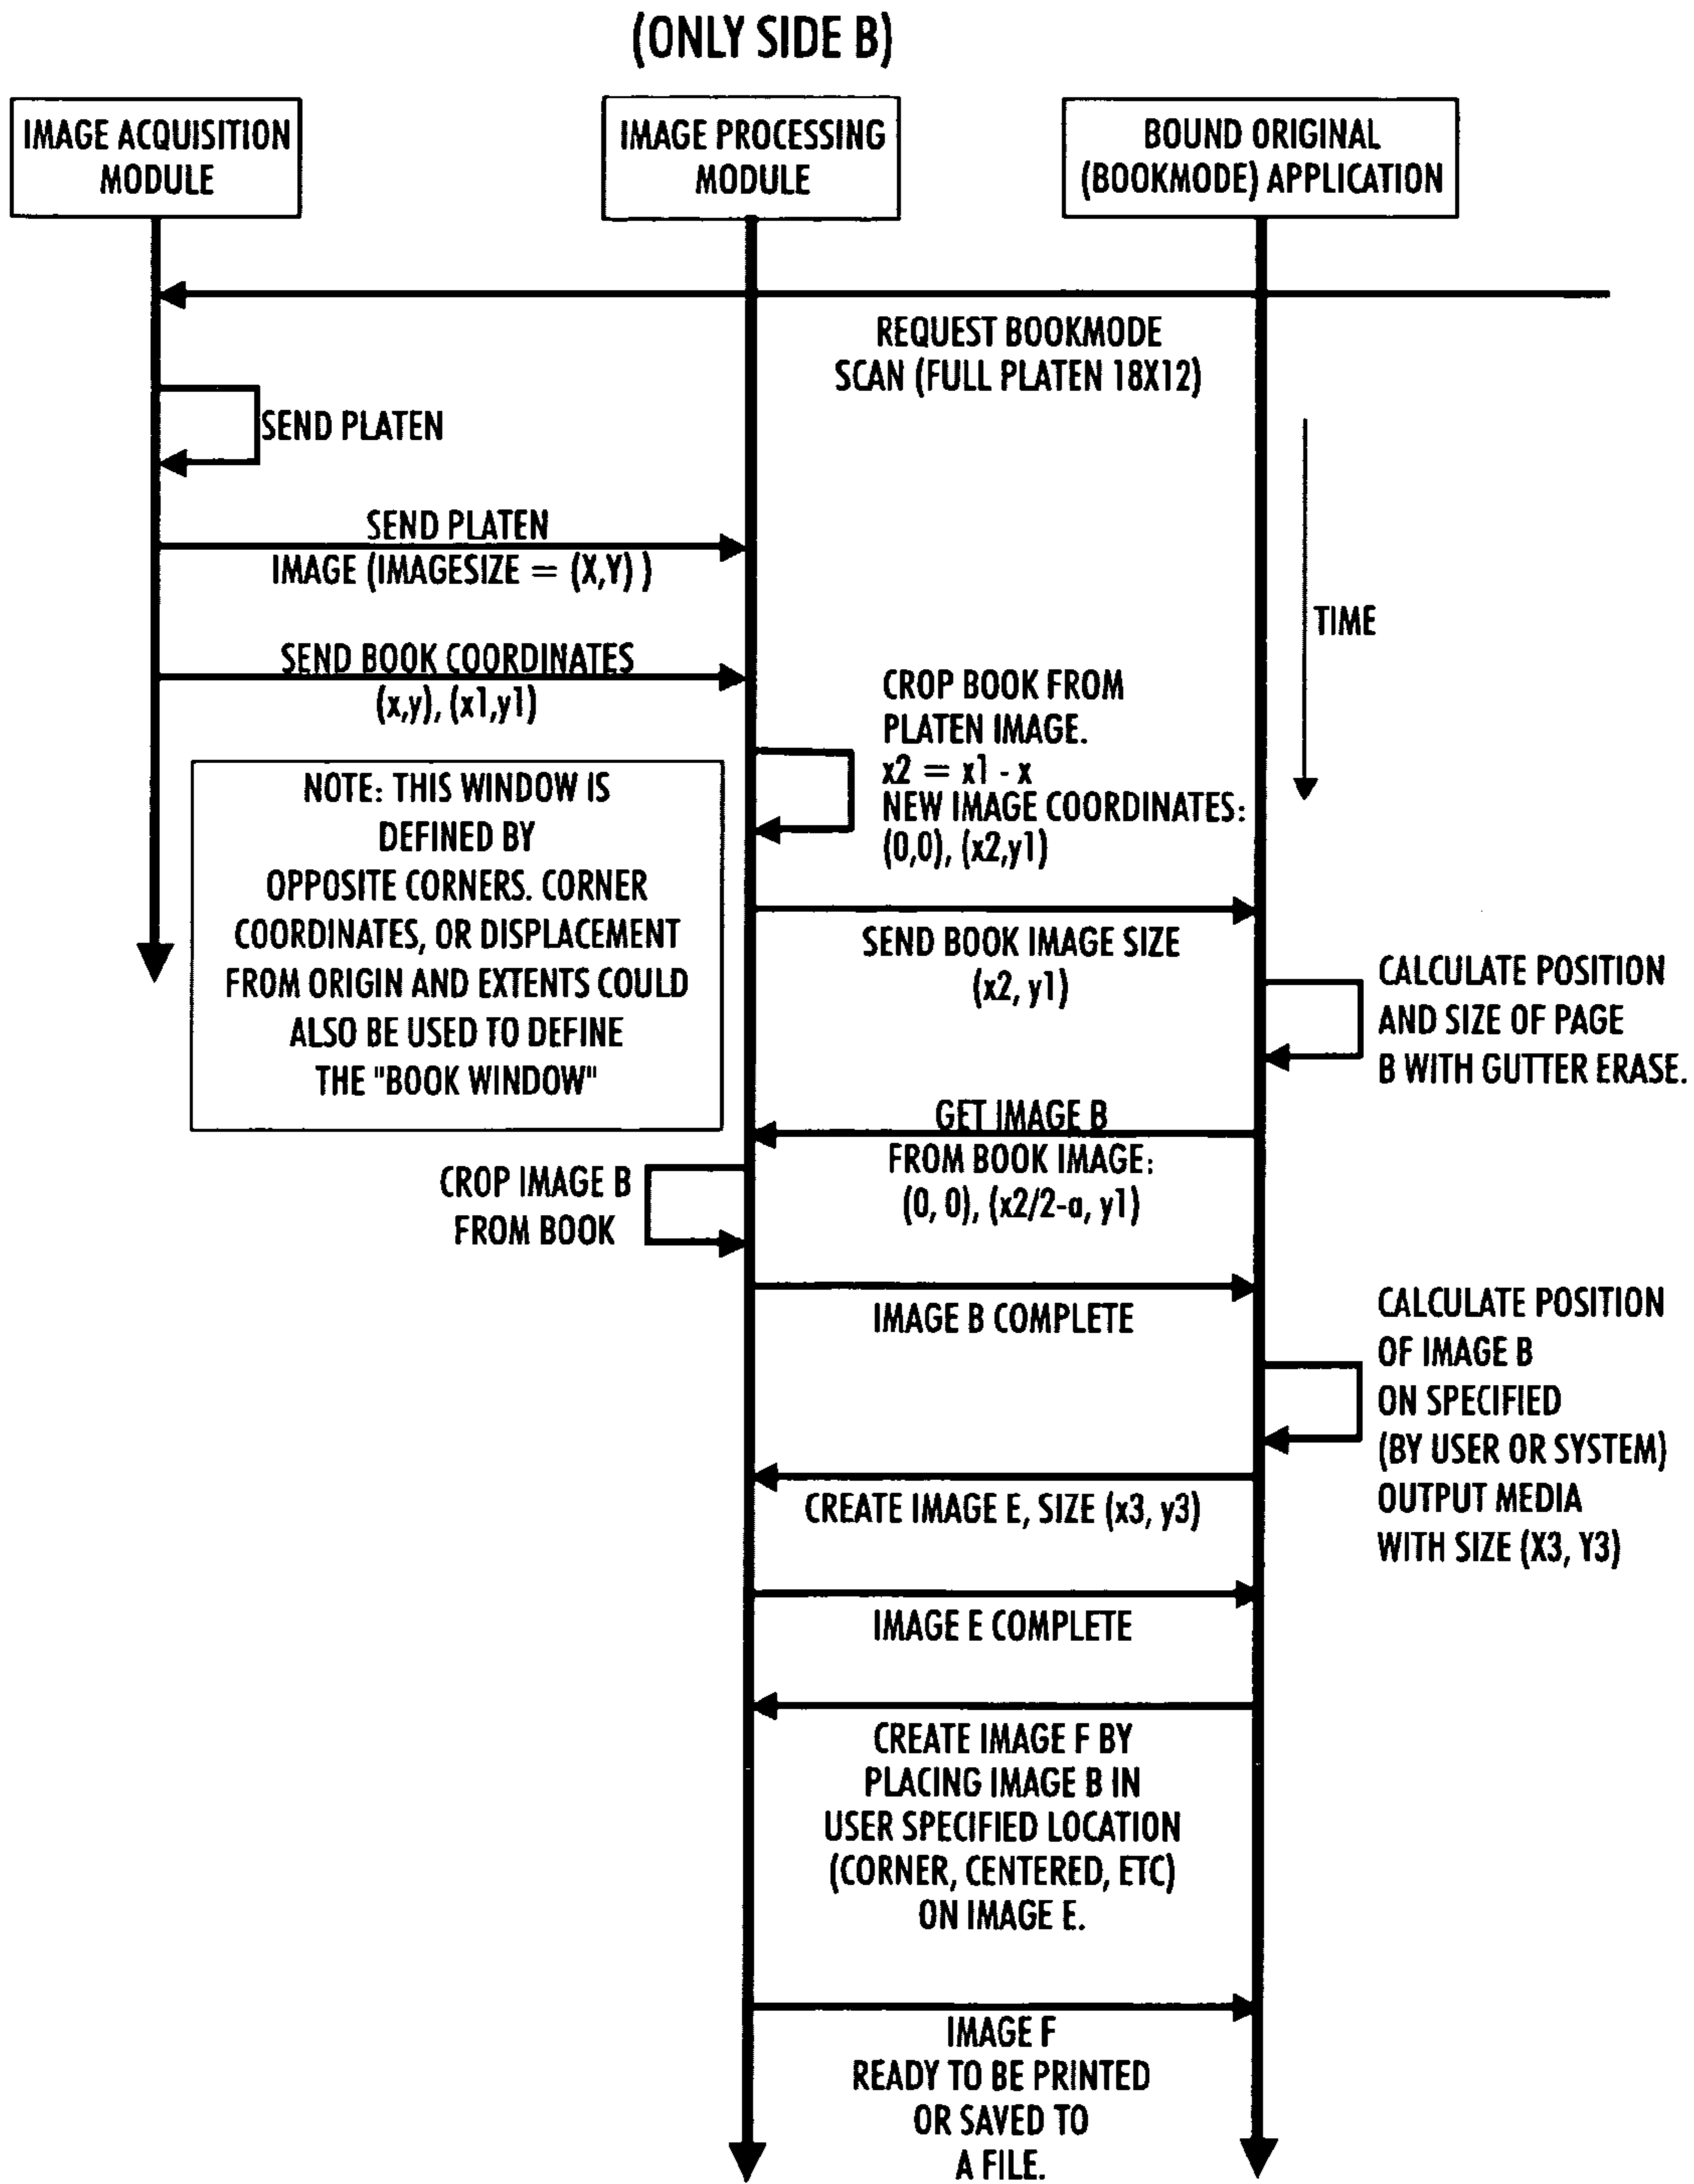 (ONLY SIDE B)
IMAGE ACQUISITION
MODULE
IMAGE PROCESSING
MODULE
BOUND ORIGINAL
(BOOKMODE) APPLICATION
REQUEST BOOKMODE
SCAN (FULL PLATEN 18X12)
SEND PLATEN
SEND PLATEN
IMAGE (IMAGESIZE = (X,Y) )
TIME
SEND BOOK COORDINATES
(x,y), (x1,y1)
CROP BOOK FROM
PLATEN IMAGE.
x2 = x1 - x
NEW IMAGE COORDINATES:
(0,0), (x2,y1)
NOTE: THIS WINDOW IS
DEFINED BY
OPPOSITE CORNERS. CORNER
COORDINATES, OR DISPLACEMENT
FROM ORIGIN AND EXTENTS COULD
ALSO BE USED TO DEFINE
THE "BOOK WINDOW"
SEND BOOK IMAGE SIZE
(x2, y1)
CALCULATE POSITION
AND SIZE OF PAGE
B WITH GUTTER ERASE.
GET IMAGE B
FROM BOOK IMAGE:
(0, 0), (x2/2-a, y1)
CROP IMAGE B
FROM BOOK
IMAGE B COMPLETE
CALCULATE POSITION
OF IMAGE B
ON SPECIFIED
(BY USER OR SYSTEM)
OUTPUT MEDIA
WITH SIZE (X3, Y3)
CREATE IMAGE E, SIZE (x3, y3)
IMAGE E COMPLETE
CREATE IMAGE F BY
PLACING IMAGE B IN
USER SPECIFIED LOCATION
(CORNER, CENTERED, ETC)
ON IMAGE E.
IMAGE F
READY TO BE PRINTED
OR SAVED TO
A FILE.